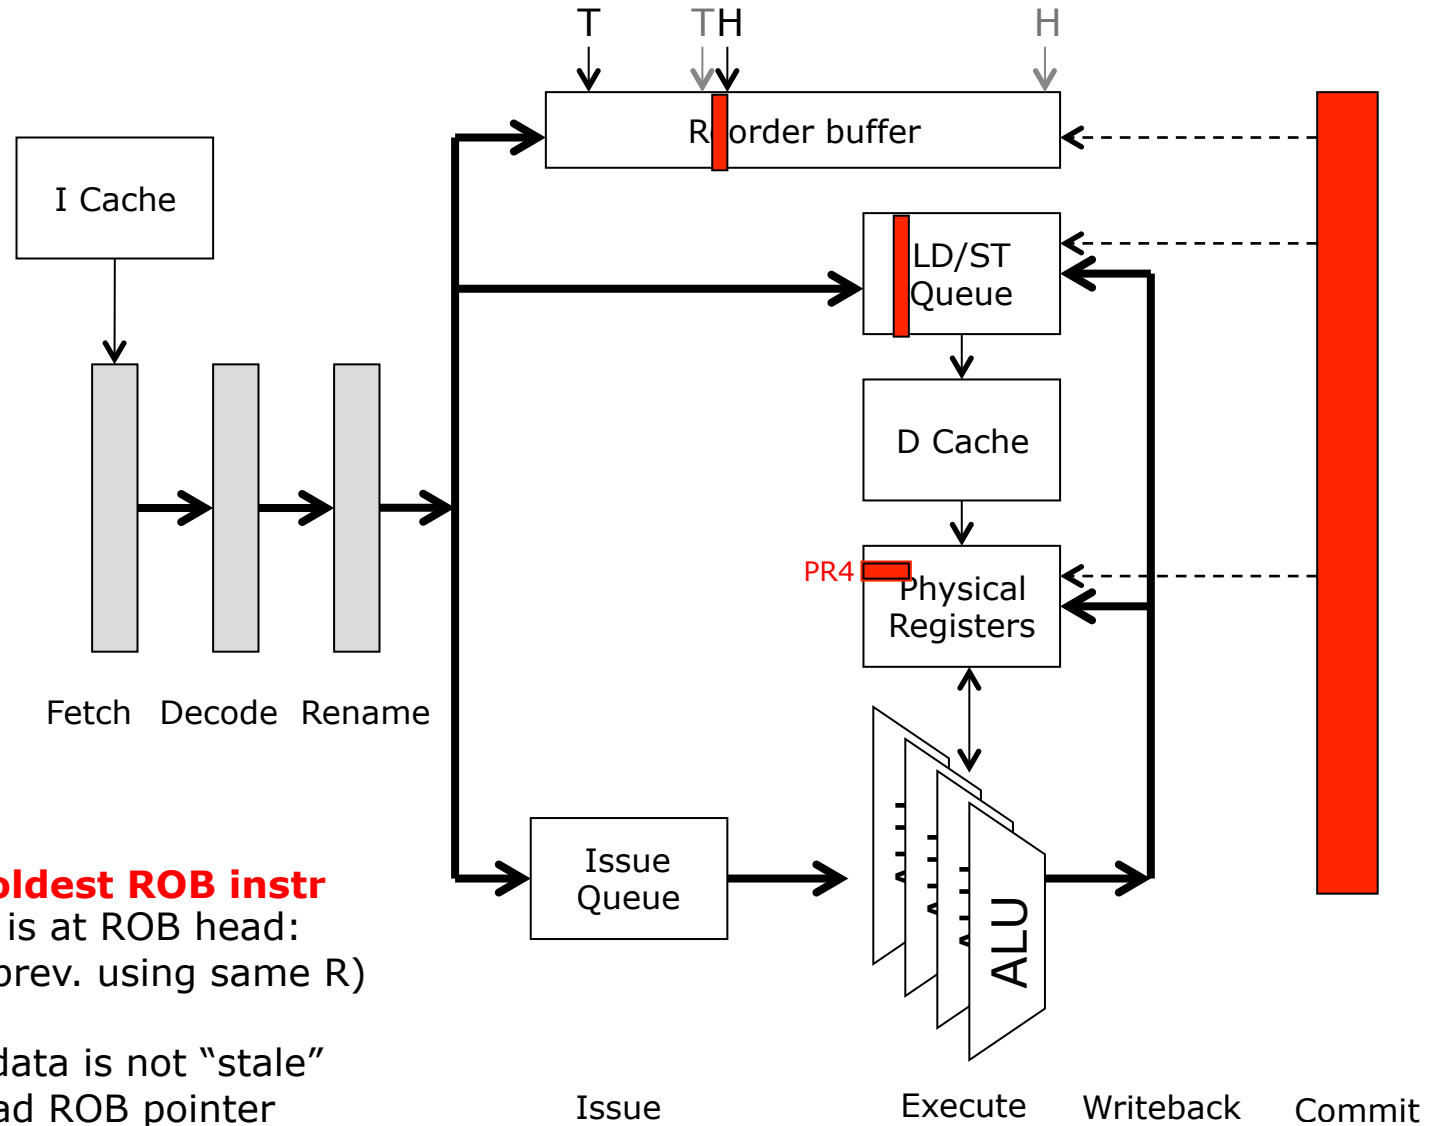 T
T
H
H
Reorder buffer
I Cache
LD/ST
Queue
D Cache
PR4
Physical
Registers
Fetch
Decode
Rename
Issue
Queue
ALU
oldest ROB instr
is at ROB head:
prev. using same R)
data is not “stale”
ad ROB pointer
Issue
Execute
Writeback
Commit